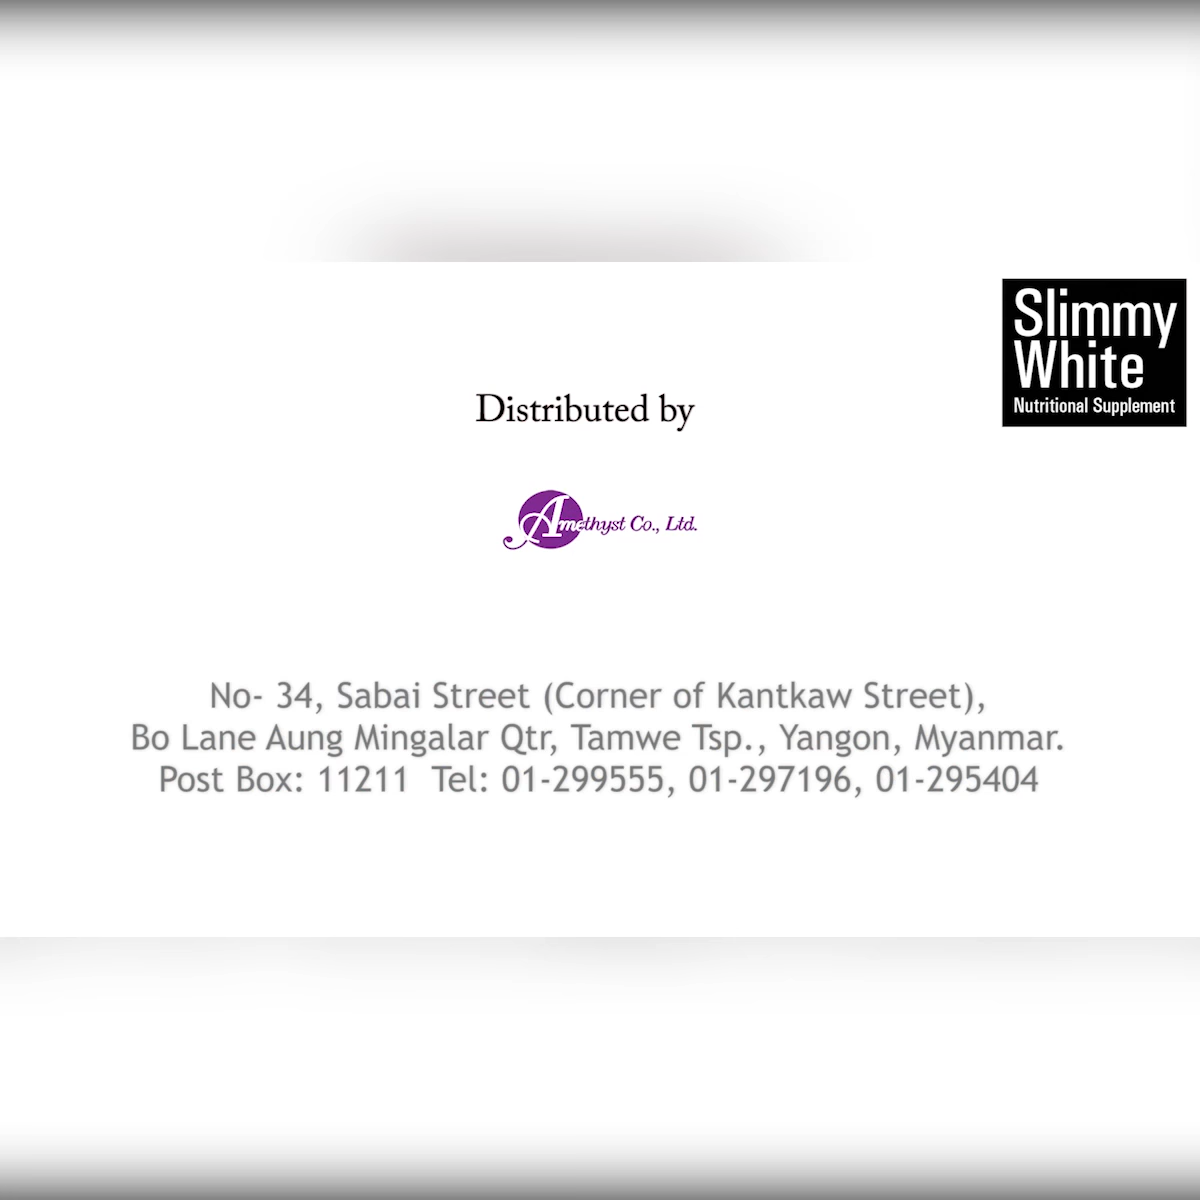 Slimmy
White
Nutritional Supplement
Distributed by
Amethyst Co., Ltd.
No- 34, Sabai Street (Corner of Kantkaw Street),
Bo Lane Aung Mingalar Qtr, Tamwe Tsp., Yangon, Myanmar.
Post Box: 11211 Tel: 01-299555, 01-297196, 01-295404